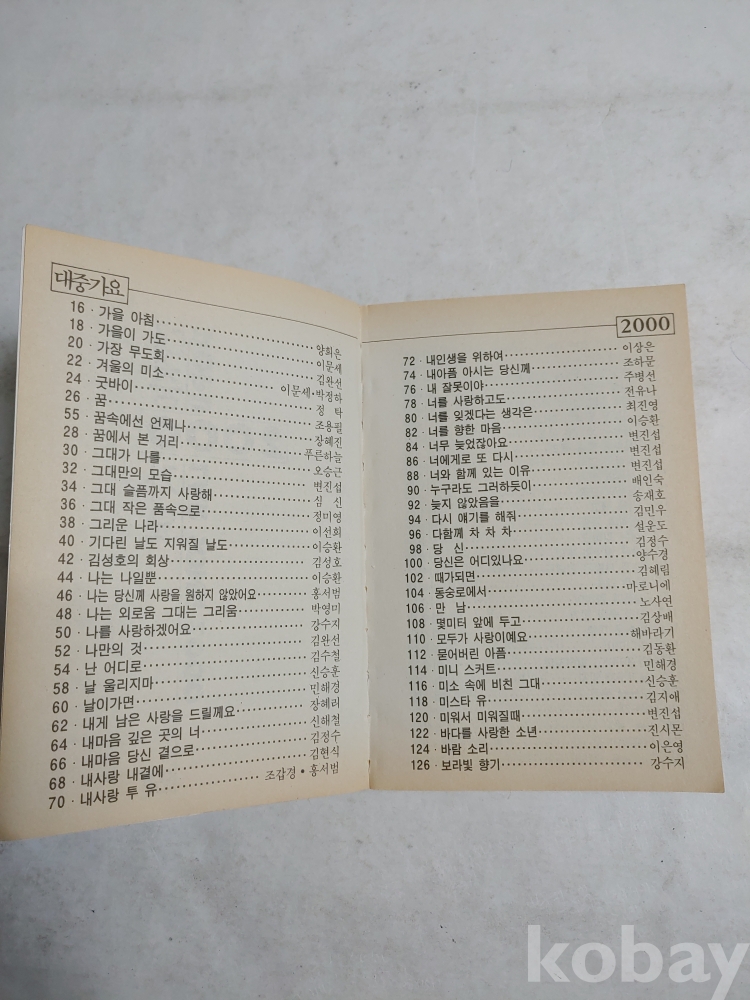 대중가요
16 · 가을 아침 양희은
18 · 가을이 가도 이문세
20 · 가장 무도회 김완선
22 · 겨울의 미소 이문세·박정하
24 · 굿바이 정 탁
26 · 꿈 조용필
55 · 꿈속에선 언제나 장혜진
28 · 꿈에서 본 거리 푸른하늘
30 · 그대가 나를 오승근
32 · 그대만의 모습 변진섭
34 · 그대 슬픔까지 사랑해 심 신
36 · 그대 작은 품속으로 정미영
38 · 그리운 나라 이선희
40 · 기다린 날도 지워질 날도 이승환
42 · 김성호의 회상 김성호
44 · 나는 나일뿐 이승환
46 · 나는 당신께 사랑을 원하지 않았어요 홍서범
48 · 나는 외로움 그대는 그리움 박영미
50 · 나를 사랑하겠어요 강수지
52 · 나만의 것 김완선
54 · 난 어디로 김수철
58 · 날 울리지마 신승훈
60 · 날이가면 민해경
62 · 내게 남은 사랑을 드릴께요 장혜리
64 · 내마음 깊은 곳의 너 신해철
66 · 내마음 당신 곁으로 김정수
68 · 내사랑 내곁에 김현식
70 · 내사랑 투 유 조갑경·홍서범
2000
72 · 내인생을 위하여 이상은
74 · 내아픔 아시는 당신께 조하문
76 · 내 잘못이야 주병선
78 · 너를 사랑하고도 전유나
80 · 너를 잊겠다는 생각은 최진영
82 · 너를 향한 마음 이승환
84 · 너무 늦었잖아요 변진섭
86 · 너에게로 또 다시 변진섭
88 · 너와 함께 있는 이유 변진섭
90 · 누구라도 그러하듯이 배인숙
92 · 늦지 않았음을 송재호
94 · 다시 얘기를 해줘 김민우
96 · 다함께 차 차 차 설운도
98 · 당 신 김정수
100 · 당신은 어디있나요 양수경
102 · 때가되면 김혜림
104 · 동숭로에서 마로니에
106 · 만 남 노사연
108 · 몇미터 앞에 두고 김상배
110 · 모두가 사랑이예요 해바라기
112 · 묻어버린 아픔 김동환
114 · 미니 스커트 민해경
116 · 미소 속에 비친 그대 신승훈
118 · 미스타 유 김지애
120 · 미워서 미워질때 변진섭
122 · 바다를 사랑한 소년 진시몬
124 · 바람 소리 이은영
126 · 보라빛 향기 강수지
kobay